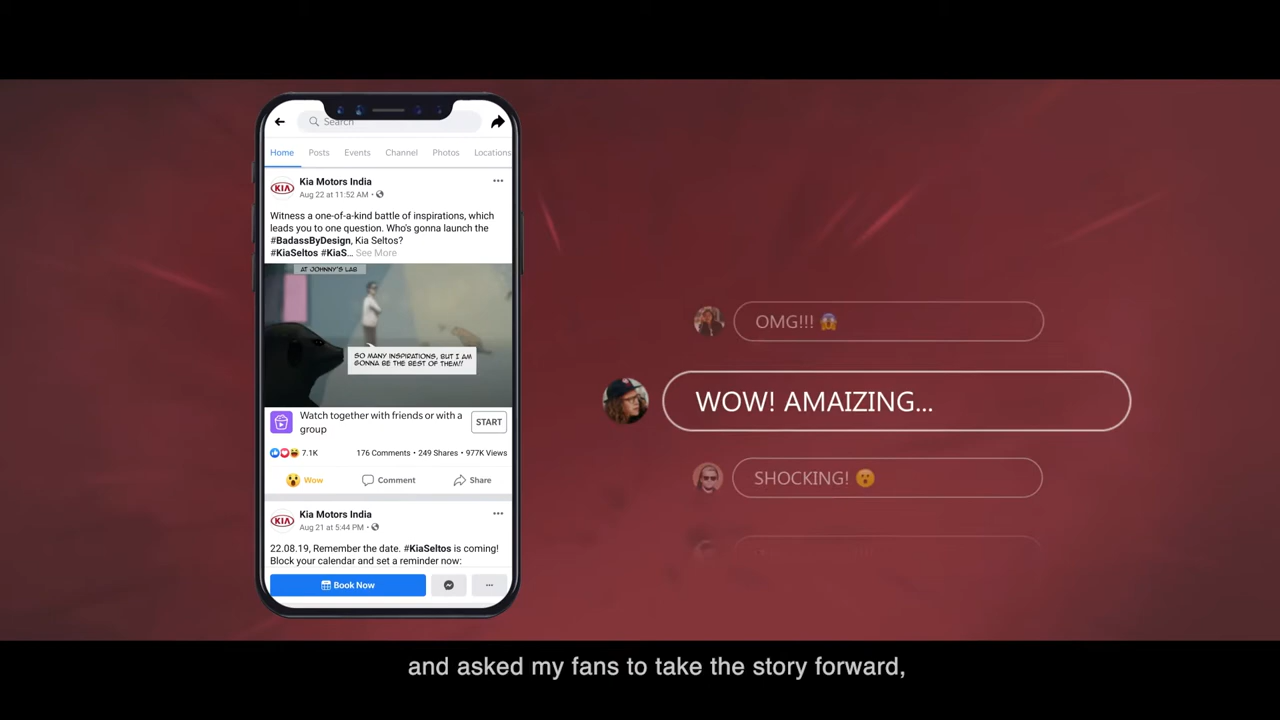 Search
Home Posts Events Channel Photos Locations
KIA
Kia Motors India
Aug 22 at 11:52 AM •
Witness a one-of-a-kind battle of inspirations, which
leads you to one question. Who's gonna launch the
#BadassByDesign, Kia Seltos?
#KiaSeltos #KiaS... See More
AT JOHNNY'S LAB
SO MANY INSPIRATIONS, BUT I AM
GONNA BE THE BEST OF THEM!!
Watch together with friends or with a
group
START
7.1K
176 Comments • 249 Shares • 977K Views
Wow Comment Share
KIA
Kia Motors India
Aug 21 at 5:44 PM •
22.08.19, Remember the date. #KiaSeltos is coming!
Block your calendar and set a reminder now:
Book Now
OMG!!! 😱
WOW! AMAIZING...
SHOCKING! 😮
and asked my fans to take the story forward,